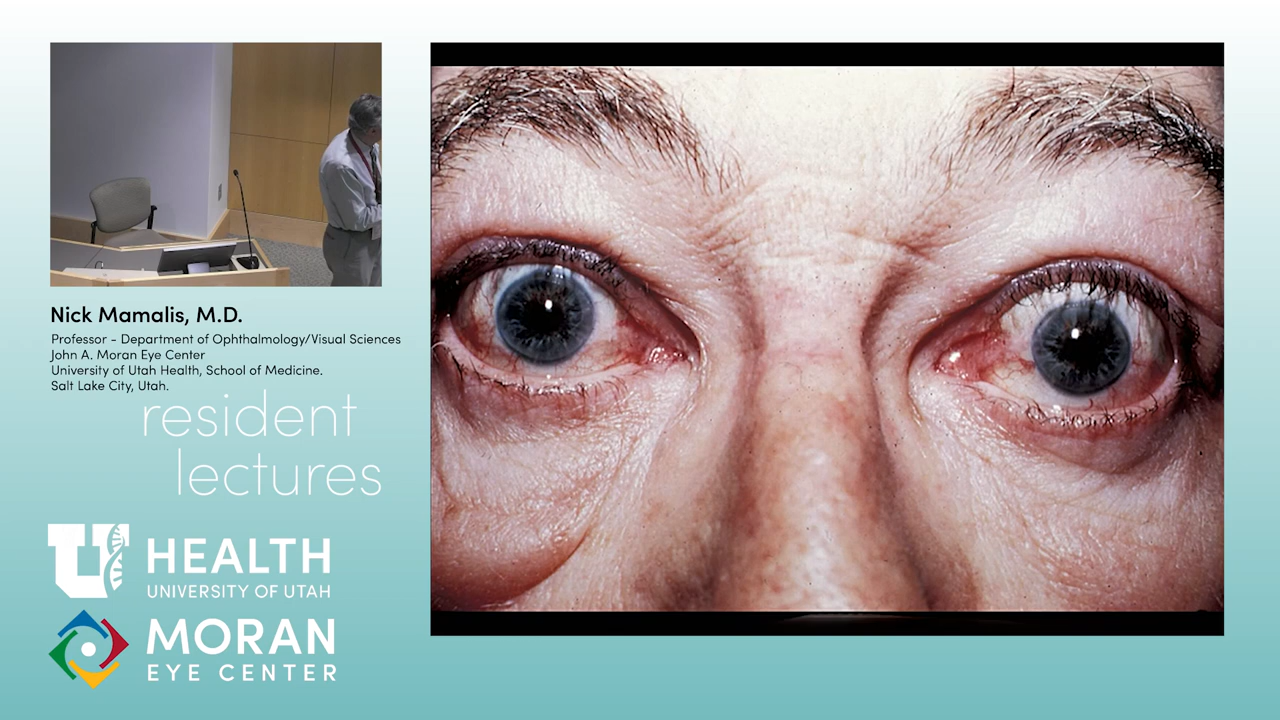 Nick Mamalis, M.D.
Professor - Department of Ophthalmology/Visual Sciences
John A. Moran Eye Center
University of Utah Health, School of Medicine.
Salt Lake City, Utah.
resident
lectures
U HEALTH
UNIVERSITY OF UTAH
MORAN
EYE CENTER